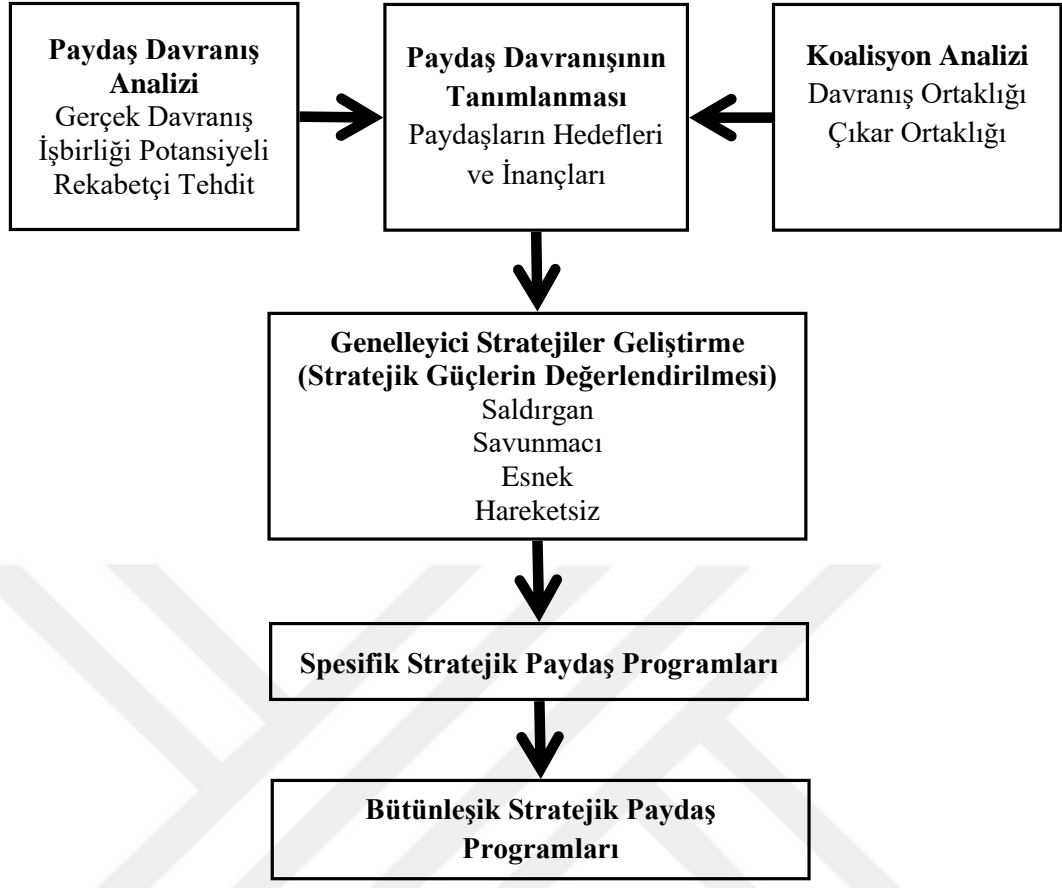 Paydaş Davranış
Analizi
Gerçek Davranış
İşbirliği Potansiyeli
Rekabetçi Tehdit
Paydaş Davranışının
Tanımlanması
Paydaşların Hedefleri
ve İnançları
Koalisyon Analizi
Davranış Ortaklığı
Çıkar Ortaklığı
Genelleyici Stratejiler Geliştirme
(Stratejik Güçlerin Değerlendirilmesi)
Saldırgan
Savunmacı
Esnek
Hareketsiz
Spesifik Stratejik Paydaş Programları
Bütünleşik Stratejik Paydaş
Programları